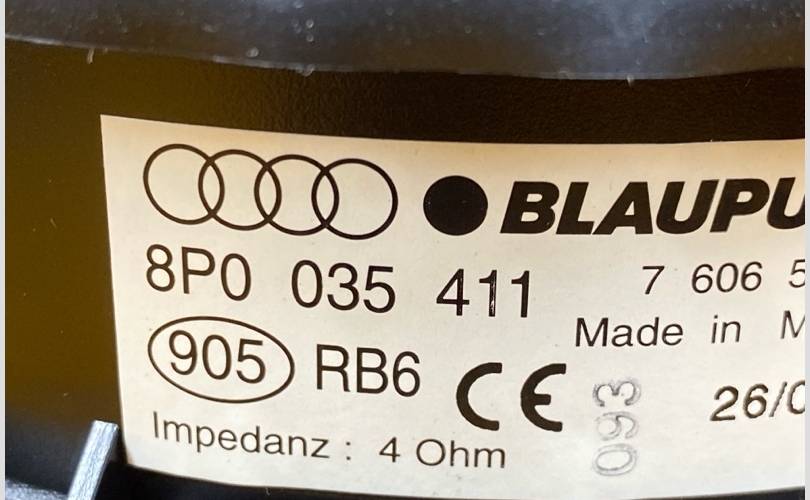 BLAUPU
8P0 035 411 7 606 5
Made in M
905 RB6 CE 093 26/0
Impedanz : 4 Ohm